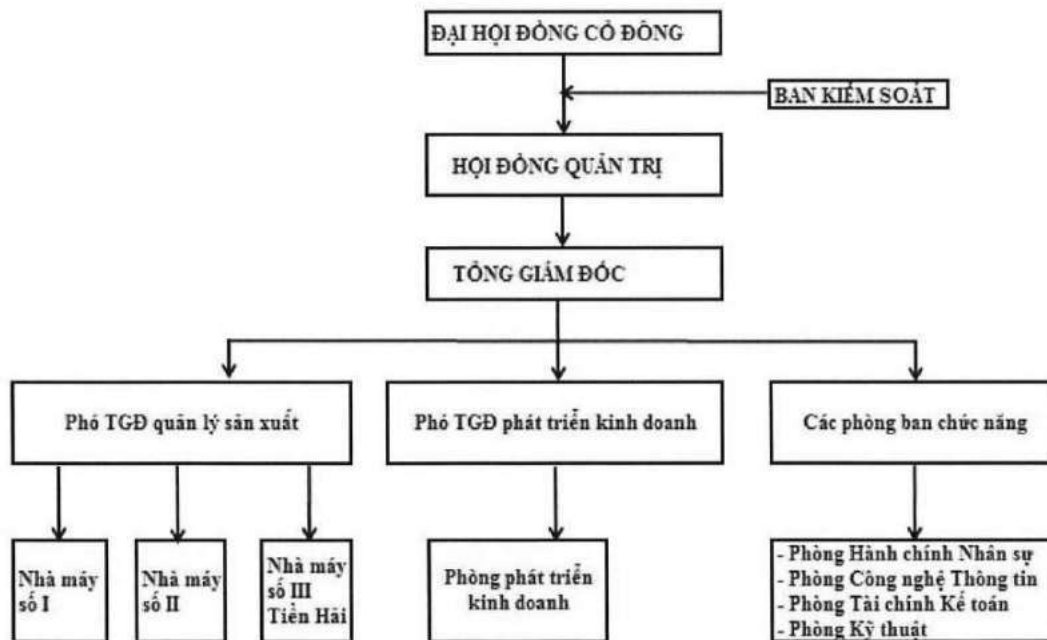 ĐẠI HỘI ĐỒNG CỔ ĐÔNG
BAN KIỂM SOÁT
HỘI ĐỒNG QUẢN TRỊ
TỔNG GIÁM ĐỐC
Phó TGĐ quản lý sản xuất
Phó TGĐ phát triển kinh doanh
Các phòng ban chức năng
Nhà máy
số I
Nhà máy
số II
Nhà máy
số III
Tiền Hải
Phòng phát triển
kinh doanh
- Phòng Hành chính Nhân sự
- Phòng Công nghệ Thông tin
- Phòng Tài chính Kế toán
- Phòng Kỹ thuật